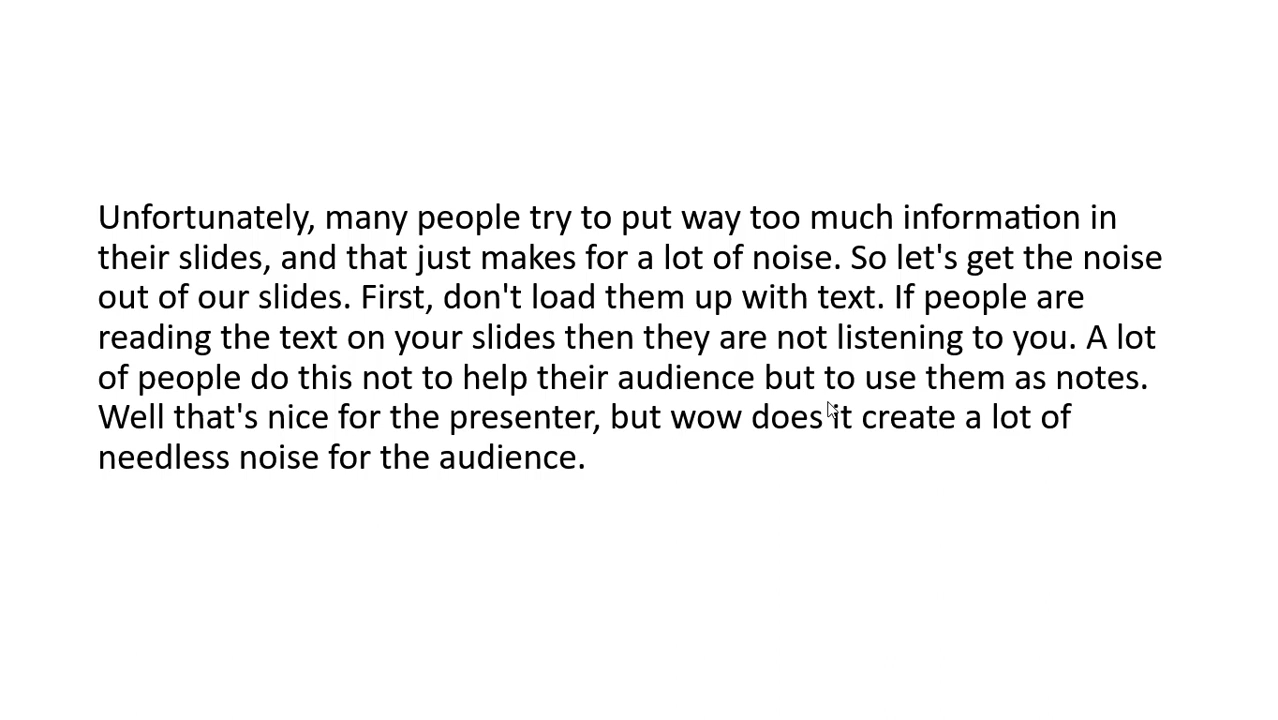 Unfortunately, many people try to put way too much information in
their slides, and that just makes for a lot of noise. So let's get the noise
out of our slides. First, don't load them up with text. If people are
reading the text on your slides then they are not listening to you. A lot
of people do this not to help their audience but to use them as notes.
Well that's nice for the presenter, but wow does it create a lot of
needless noise for the audience.